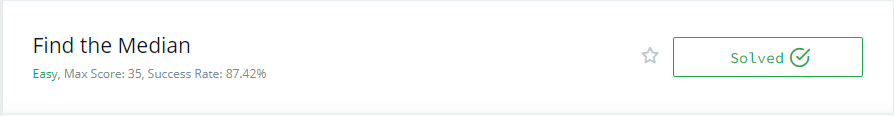 Find the Median
Solved
Easy, Max Score: 35, Success Rate: 87.42%